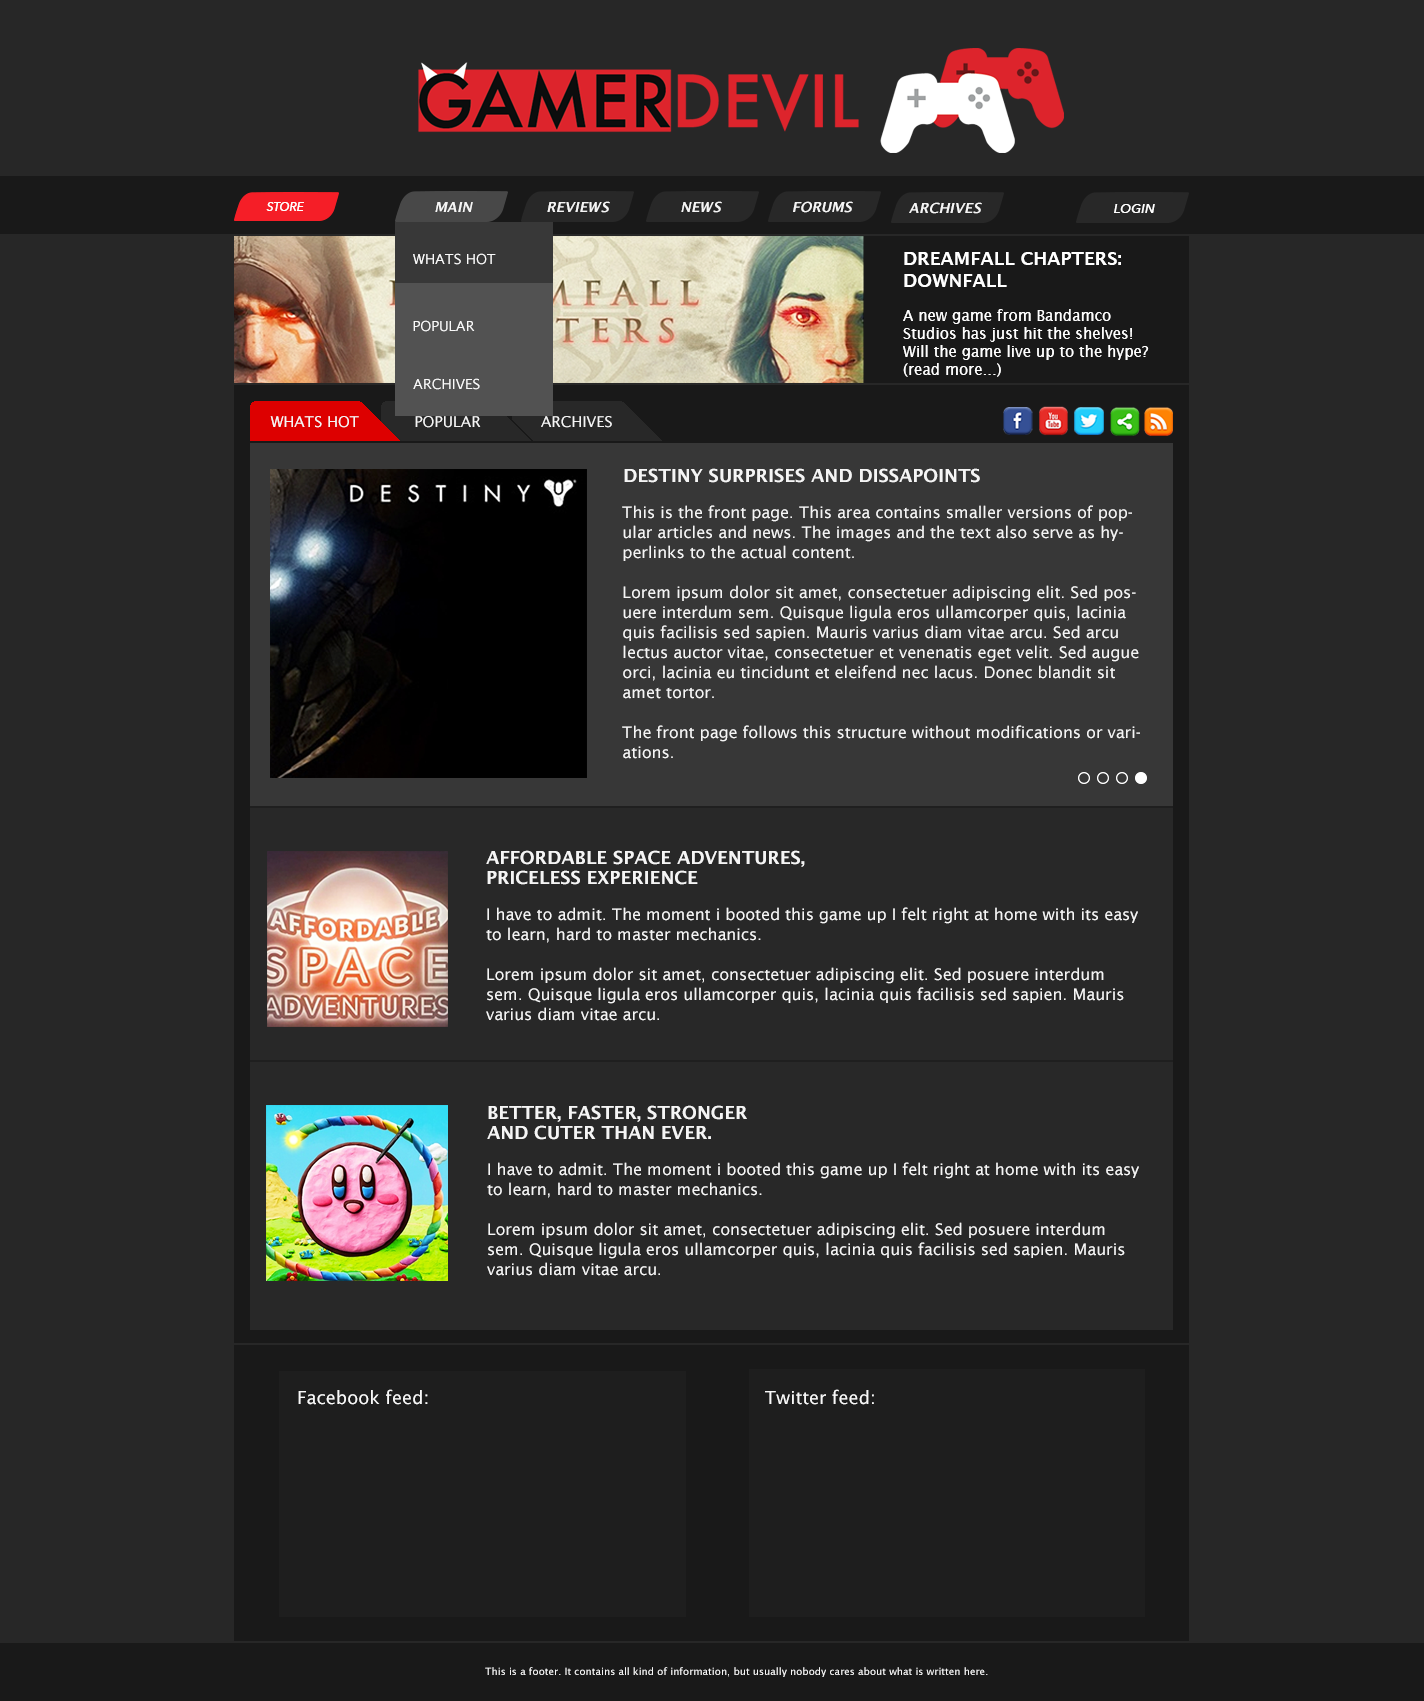 GAMERDEVIL
STORE
MAIN
REVIEWS
NEWS
FORUMS
ARCHIVES
LOGIN
WHATS HOT
POPULAR
ARCHIVES
MFALL
TERS
DREAMFALL CHAPTERS:
DOWNFALL
A new game from Bandamco
Studios has just hit the shelves!
Will the game live up to the hype?
(read more...)
WHATS HOT
POPULAR
ARCHIVES
f
You
Tube
DESTINY
DESTINY SURPRISES AND DISSAPOINTS
This is the front page. This area contains smaller versions of pop-
ular articles and news. The images and the text also serve as hy-
perlinks to the actual content.
Lorem ipsum dolor sit amet, consectetuer adipiscing elit. Sed pos-
uere interdum sem. Quisque ligula eros ullamcorper quis, lacinia
quis facilisis sed sapien. Mauris varius diam vitae arcu. Sed arcu
lectus auctor vitae, consectetuer et venenatis eget velit. Sed augue
orci, lacinia eu tincidunt et eleifend nec lacus. Donec blandit sit
amet tortor.
The front page follows this structure without modifications or vari-
ations.
AFFORDABLE
SPACE
ADVENTURES
AFFORDABLE SPACE ADVENTURES,
PRICELESS EXPERIENCE
I have to admit. The moment i booted this game up I felt right at home with its easy
to learn, hard to master mechanics.
Lorem ipsum dolor sit amet, consectetuer adipiscing elit. Sed posuere interdum
sem. Quisque ligula eros ullamcorper quis, lacinia quis facilisis sed sapien. Mauris
varius diam vitae arcu.
BETTER, FASTER, STRONGER
AND CUTER THAN EVER.
I have to admit. The moment i booted this game up I felt right at home with its easy
to learn, hard to master mechanics.
Lorem ipsum dolor sit amet, consectetuer adipiscing elit. Sed posuere interdum
sem. Quisque ligula eros ullamcorper quis, lacinia quis facilisis sed sapien. Mauris
varius diam vitae arcu.
Facebook feed:
Twitter feed:
This is a footer. It contains all kind of information, but usually nobody cares about what is written here.